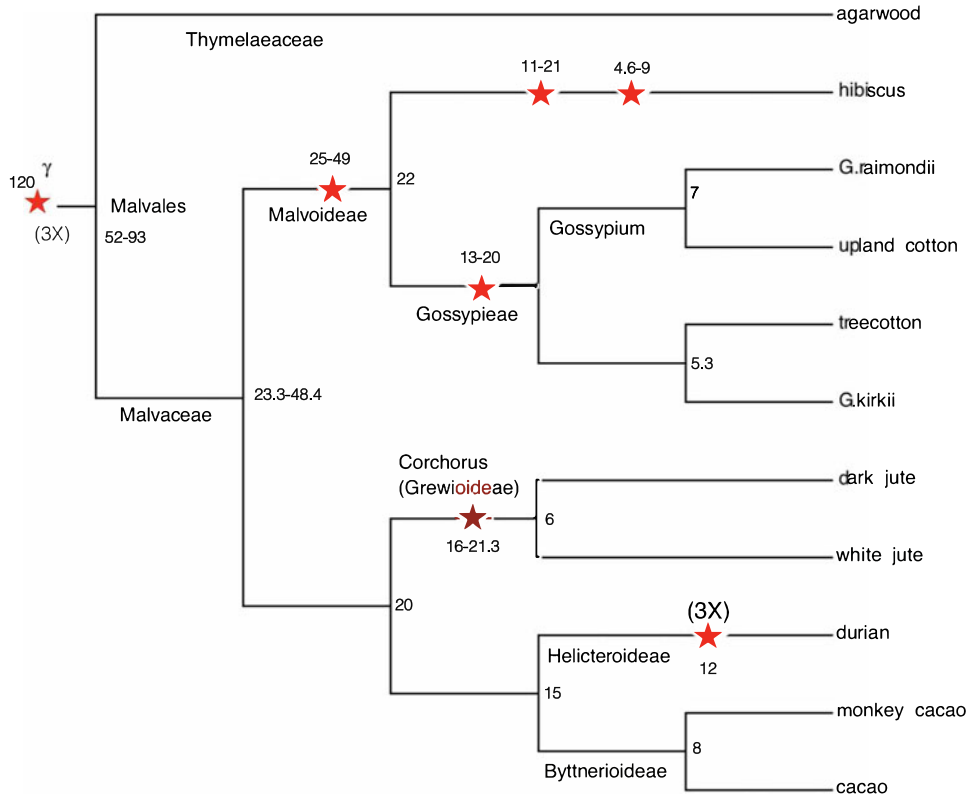 agarwood
Thymelaeaceae
11-21
4.6-9
hibiscus
γ
120
(3X)
Malvales
52-93
25-49
Malvoideae
22
G.raimondii
7
Gossypium
upland cotton
13-20
Gossypieae
treecotton
5.3
G.kirkii
Malvaceae
23.3-48.4
Corchorus
(Grewioideae)
16-21.3
dark jute
6
white jute
20
(3X)
durian
Helicteroideae
12
15
monkey cacao
8
Byttnerioideae
cacao